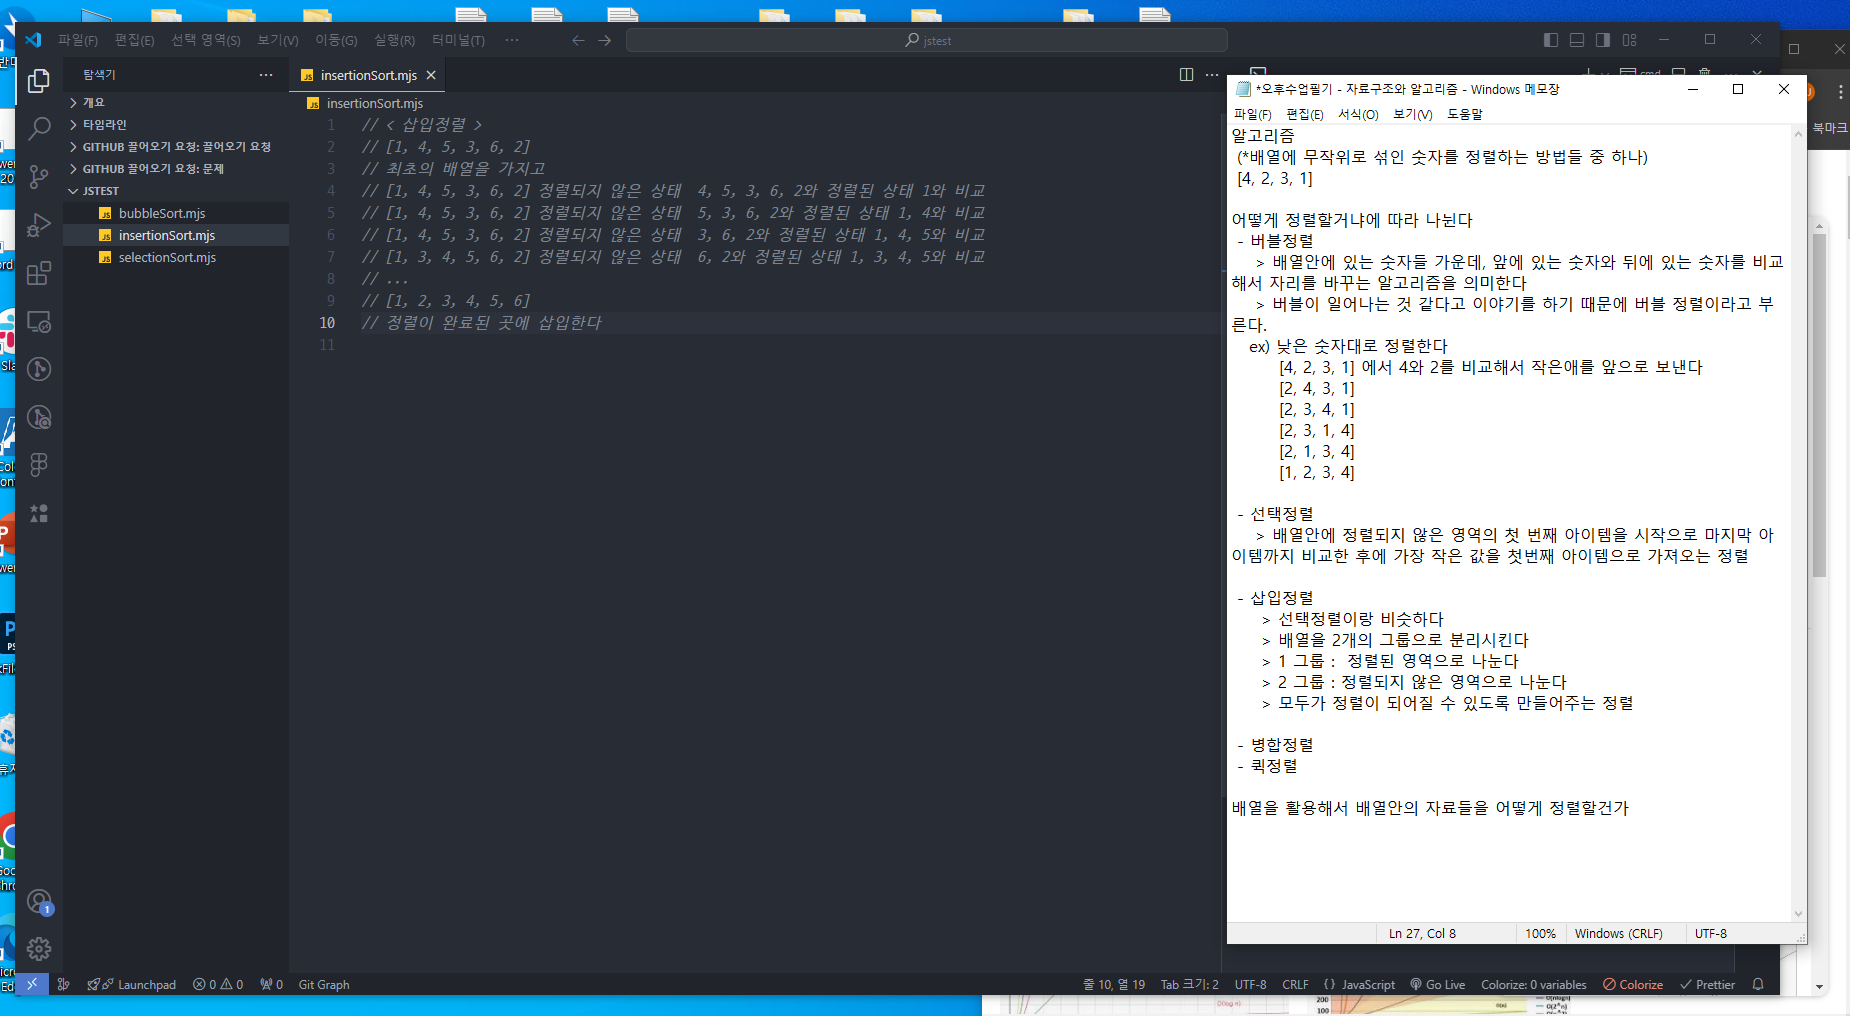 파일(F) 편집(E) 선택 영역(S) 보기(V) 이동(G) 실행(R) 터미널(T) ···
jstest
탐색기
개요
타임라인
GITHUB 끌어오기 요청: 끌어오기 요청
GITHUB 끌어오기 요청: 문제
JSTEST
JS bubbleSort.mjs
JS insertionSort.mjs
JS selectionSort.mjs
JS insertionSort.mjs
JS insertionSort.mjs
1 // < 삽입정렬 >
2 // [1, 4, 5, 3, 6, 2]
3 // 최초의 배열을 가지고
4 // [1, 4, 5, 3, 6, 2] 정렬되지 않은 상태 4, 5, 3, 6, 2와 정렬된 상태 1와 비교
5 // [1, 4, 5, 3, 6, 2] 정렬되지 않은 상태 5, 3, 6, 2와 정렬된 상태 1, 4와 비교
6 // [1, 4, 5, 3, 6, 2] 정렬되지 않은 상태 3, 6, 2와 정렬된 상태 1, 4, 5와 비교
7 // [1, 3, 4, 5, 6, 2] 정렬되지 않은 상태 6, 2와 정렬된 상태 1, 3, 4, 5와 비교
8 // ...
9 // [1, 2, 3, 4, 5, 6]
10 // 정렬이 완료된 곳에 삽입한다
11
cmd
*오후수업필기 - 자료구조와 알고리즘 - Windows 메모장
파일(F) 편집(E) 서식(O) 보기(V) 도움말
알고리즘
(*배열에 무작위로 섞인 숫자를 정렬하는 방법들 중 하나)
[4, 2, 3, 1]
어떻게 정렬할거냐에 따라 나뉜다
- 버블정렬
> 배열안에 있는 숫자들 가운데, 앞에 있는 숫자와 뒤에 있는 숫자를 비교
해서 자리를 바꾸는 알고리즘을 의미한다
> 버블이 일어나는 것 같다고 이야기를 하기 때문에 버블 정렬이라고 부
른다.
ex) 낮은 숫자대로 정렬한다
[4, 2, 3, 1] 에서 4와 2를 비교해서 작은애를 앞으로 보낸다
[2, 4, 3, 1]
[2, 3, 4, 1]
[2, 3, 1, 4]
[2, 1, 3, 4]
[1, 2, 3, 4]
- 선택정렬
> 배열안에 정렬되지 않은 영역의 첫 번째 아이템을 시작으로 마지막 아
이템까지 비교한 후에 가장 작은 값을 첫번째 아이템으로 가져오는 정렬
- 삽입정렬
> 선택정렬이랑 비슷하다
> 배열을 2개의 그룹으로 분리시킨다
> 1 그룹 : 정렬된 영역으로 나눈다
> 2 그룹 : 정렬되지 않은 영역으로 나눈다
> 모두가 정렬이 되어질 수 있도록 만들어주는 정렬
- 병합정렬
- 퀵정렬
배열을 활용해서 배열안의 자료들을 어떻게 정렬할건가
Ln 27, Col 8 100% Windows (CRLF) UTF-8
북마크
1
Launchpad 0 0 0 Git Graph
줄 10, 열 19 Tab 크기: 2 UTF-8 CRLF {} JavaScript Go Live Colorize: 0 variables Colorize Prettier
O(log n)
200
100